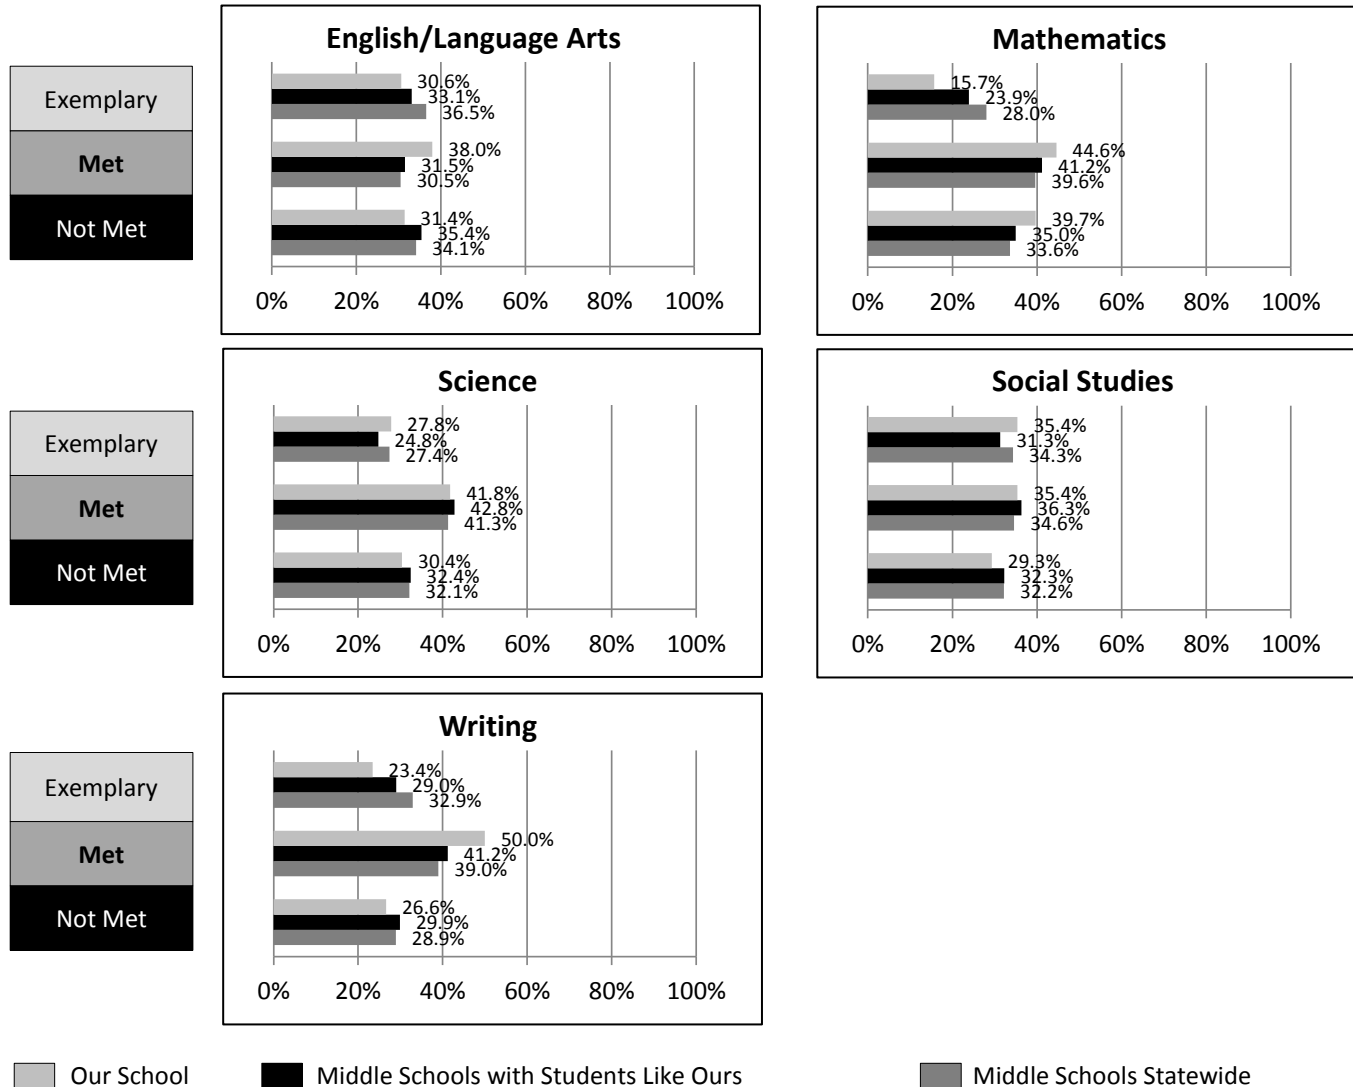 English/Language Arts
Exemplary
Met
Not Met
30.6%
33.1%
36.5%
38.0%
31.5%
30.5%
31.4%
35.4%
34.1%
0% 20% 40% 60% 80% 100%
Mathematics
15.7%
23.9%
28.0%
44.6%
41.2%
39.6%
39.7%
35.0%
33.6%
0% 20% 40% 60% 80% 100%
Science
Exemplary
Met
Not Met
27.8%
24.8%
27.4%
41.8%
42.8%
41.3%
30.4%
32.4%
32.1%
0% 20% 40% 60% 80% 100%
Social Studies
35.4%
31.3%
34.3%
35.4%
36.3%
34.6%
29.3%
32.3%
32.2%
0% 20% 40% 60% 80% 100%
Writing
Exemplary
Met
Not Met
23.4%
29.0%
32.9%
50.0%
41.2%
39.0%
26.6%
29.9%
28.9%
0% 20% 40% 60% 80% 100%
Our School Middle Schools with Students Like Ours Middle Schools Statewide